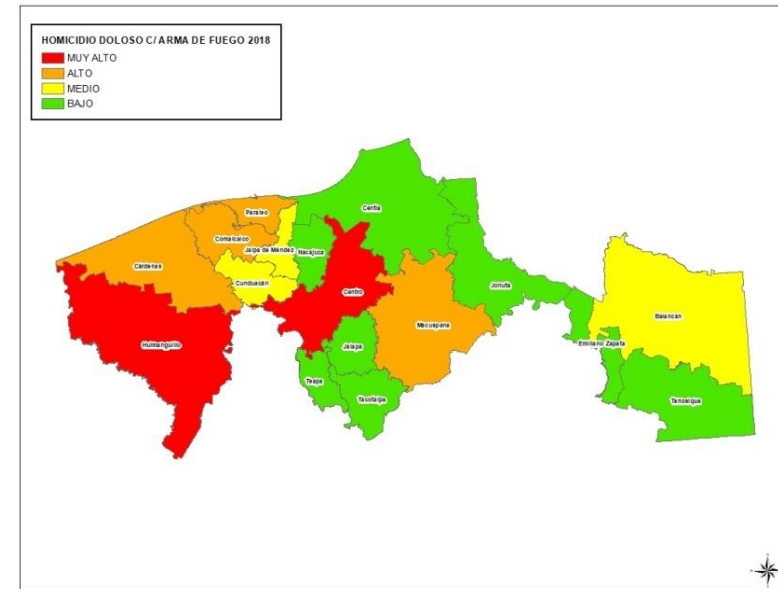 HOMICIDIO DOLOSO C/ ARMA DE FUEGO 2018
MUY ALTO
ALTO
MEDIO
BAJO
Centla
Paraíso
Comalcalco
Jalpa de Mendez
Nacajuca
Cárdenas
Cunduacán
Centro
Jonuta
Macuspana
Balancán
Huimanguillo
Jalapa
Emiliano Zapata
Teapa
Tacotalpa
Tenosique